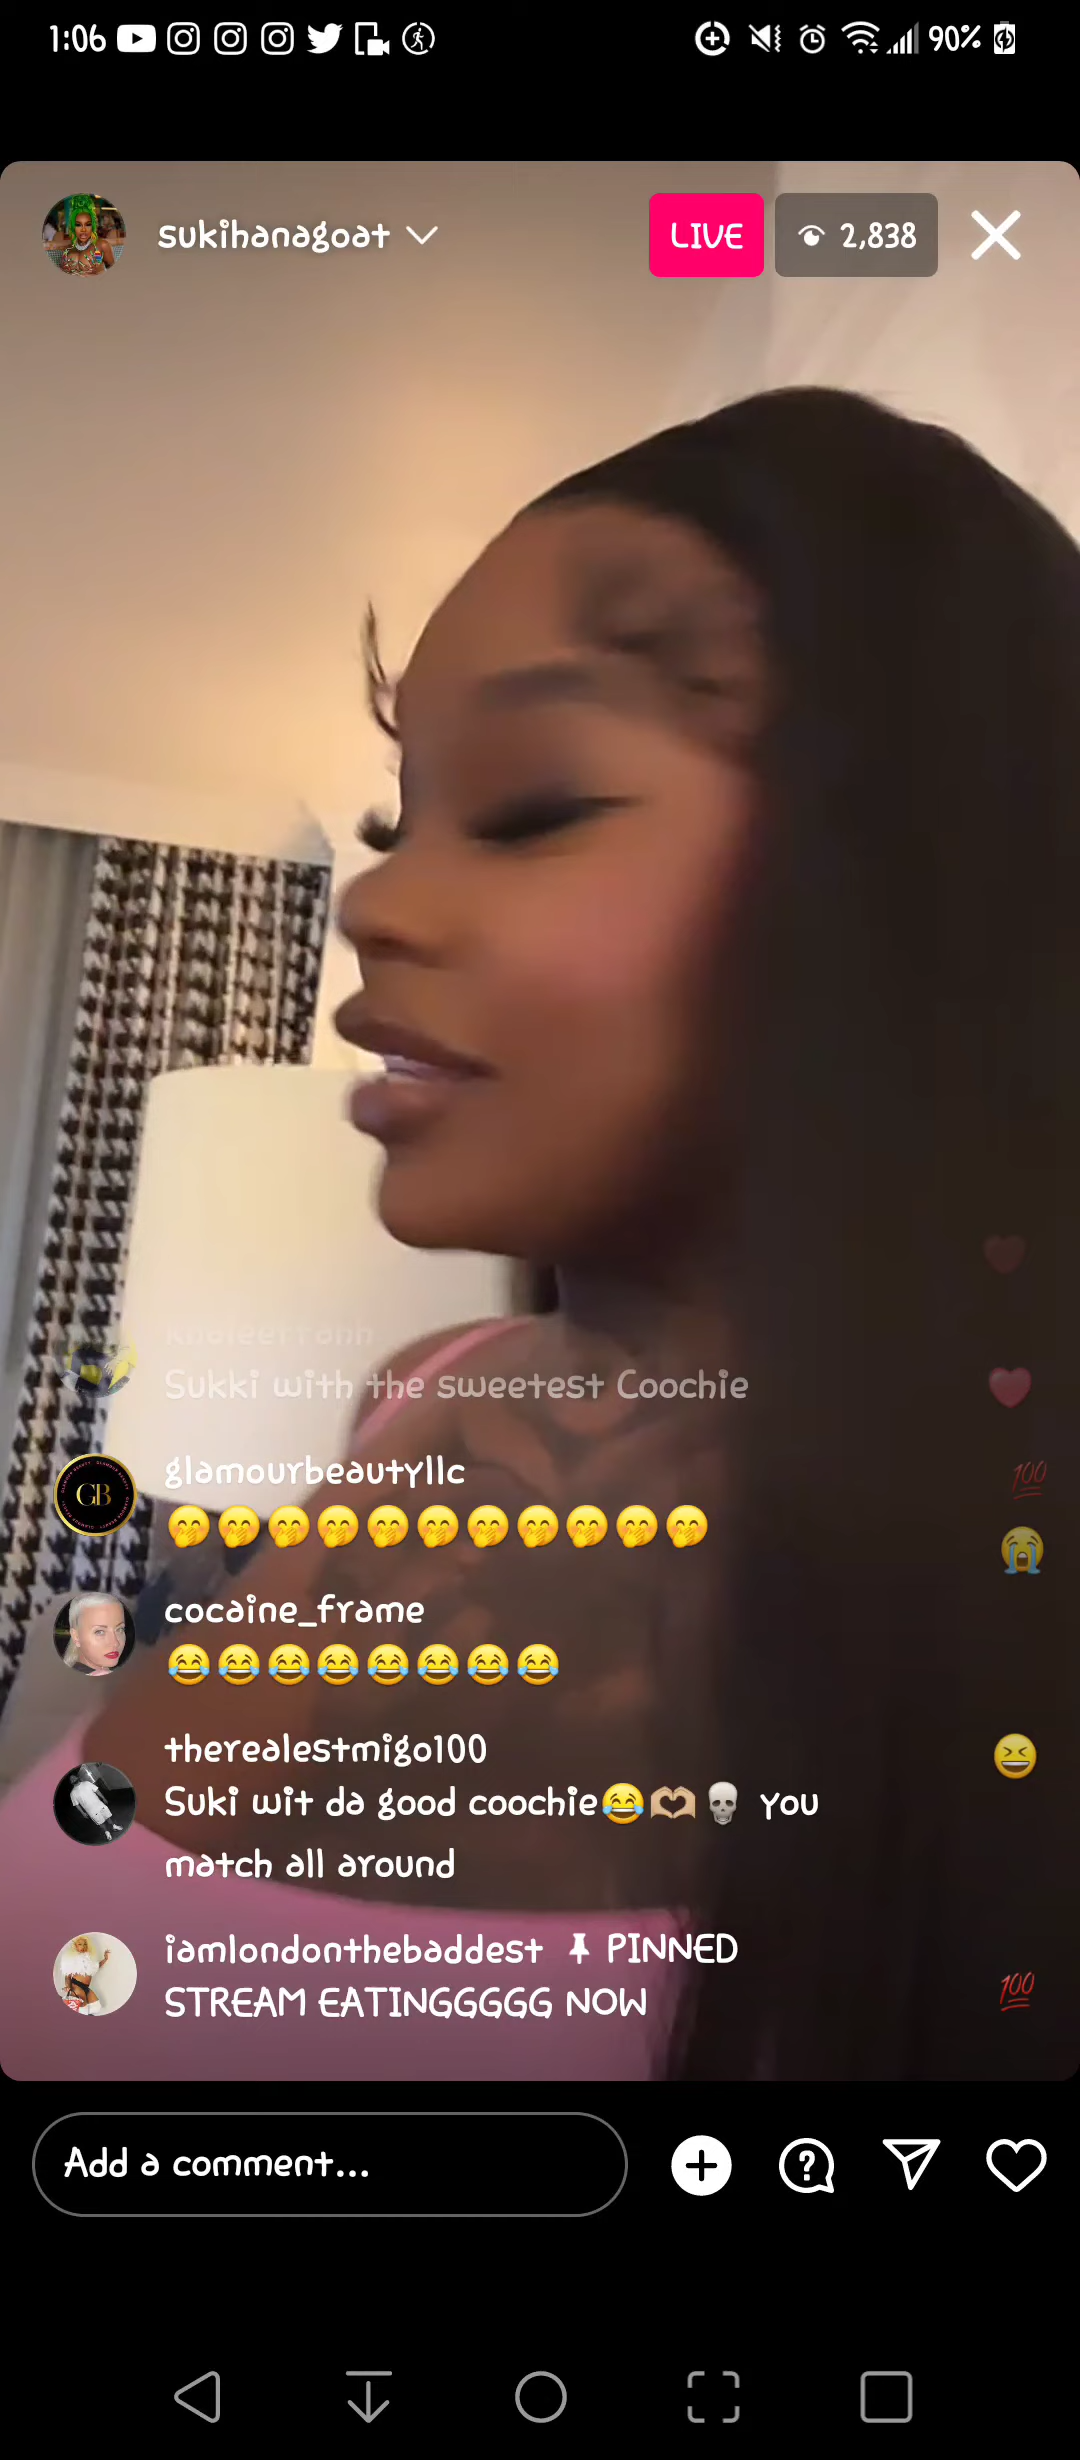 1:06
90%
sukihanagoat
LIVE
2,838
Sukki with the sweetest Coochie
GB
glamourbeautyllc
🤭🤭🤭🤭🤭🤭🤭🤭🤭🤭🤭
cocaine_frame
😂😂😂😂😂😂😂😂
therealestmigo100
Suki wit da good coochie😂🫶🏼💀 you
match all around
iamlondonthebaddest PINNED
STREAM EATINGGGGG NOW
Add a comment...